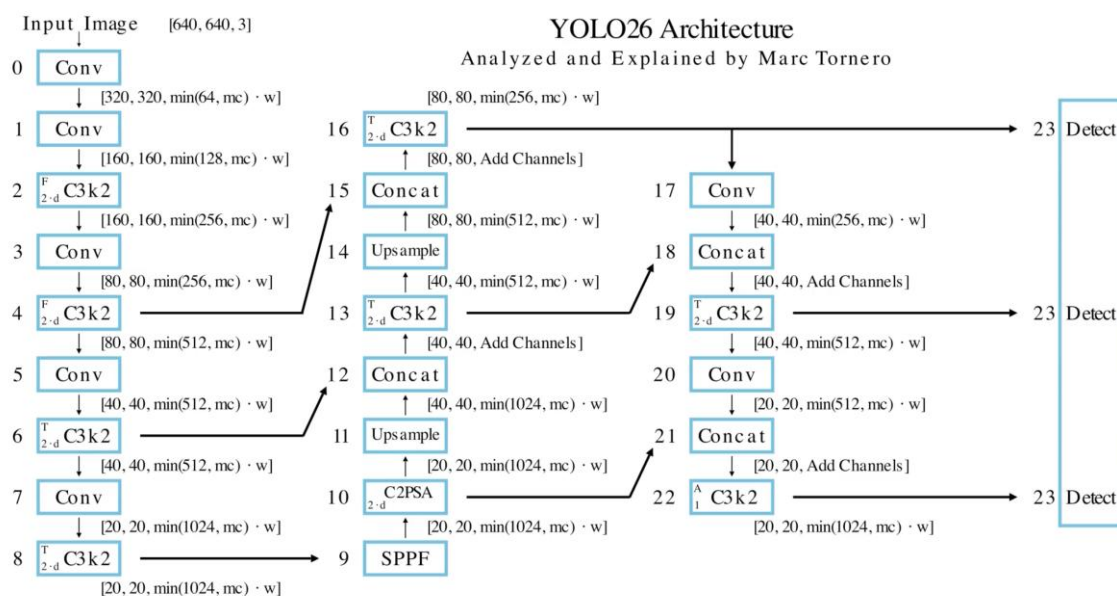 YOLO26 Architecture
Analyzed and Explained by Marc Tornero
Input Image [640, 640, 3]
0 Conv
[320, 320, min(64, mc) · w]
1 Conv
[160, 160, min(128, mc) · w]
2 F 2·d C3k2
[160, 160, min(256, mc) · w]
3 Conv
[80, 80, min(256, mc) · w]
4 F 2·d C3k2
[80, 80, min(512, mc) · w]
5 Conv
[40, 40, min(512, mc) · w]
6 T 2·d C3k2
[40, 40, min(512, mc) · w]
7 Conv
[20, 20, min(1024, mc) · w]
8 T 2·d C3k2
[20, 20, min(1024, mc) · w]
[80, 80, min(256, mc) · w]
16 T 2·d C3k2
[80, 80, Add Channels]
15 Concat
[80, 80, min(512, mc) · w]
14 Upsample
[40, 40, min(512, mc) · w]
13 T 2·d C3k2
[40, 40, Add Channels]
12 Concat
[40, 40, min(1024, mc) · w]
11 Upsample
[20, 20, min(1024, mc) · w]
10 2·d C2PSA
[20, 20, min(1024, mc) · w]
9 SPPF
17 Conv
[40, 40, min(256, mc) · w]
18 Concat
[40, 40, Add Channels]
19 T 2·d C3k2
[40, 40, min(512, mc) · w]
20 Conv
[20, 20, min(512, mc) · w]
21 Concat
[20, 20, Add Channels]
22 A 1 C3k2
[20, 20, min(1024, mc) · w]
23 Detect
23 Detect
23 Detect